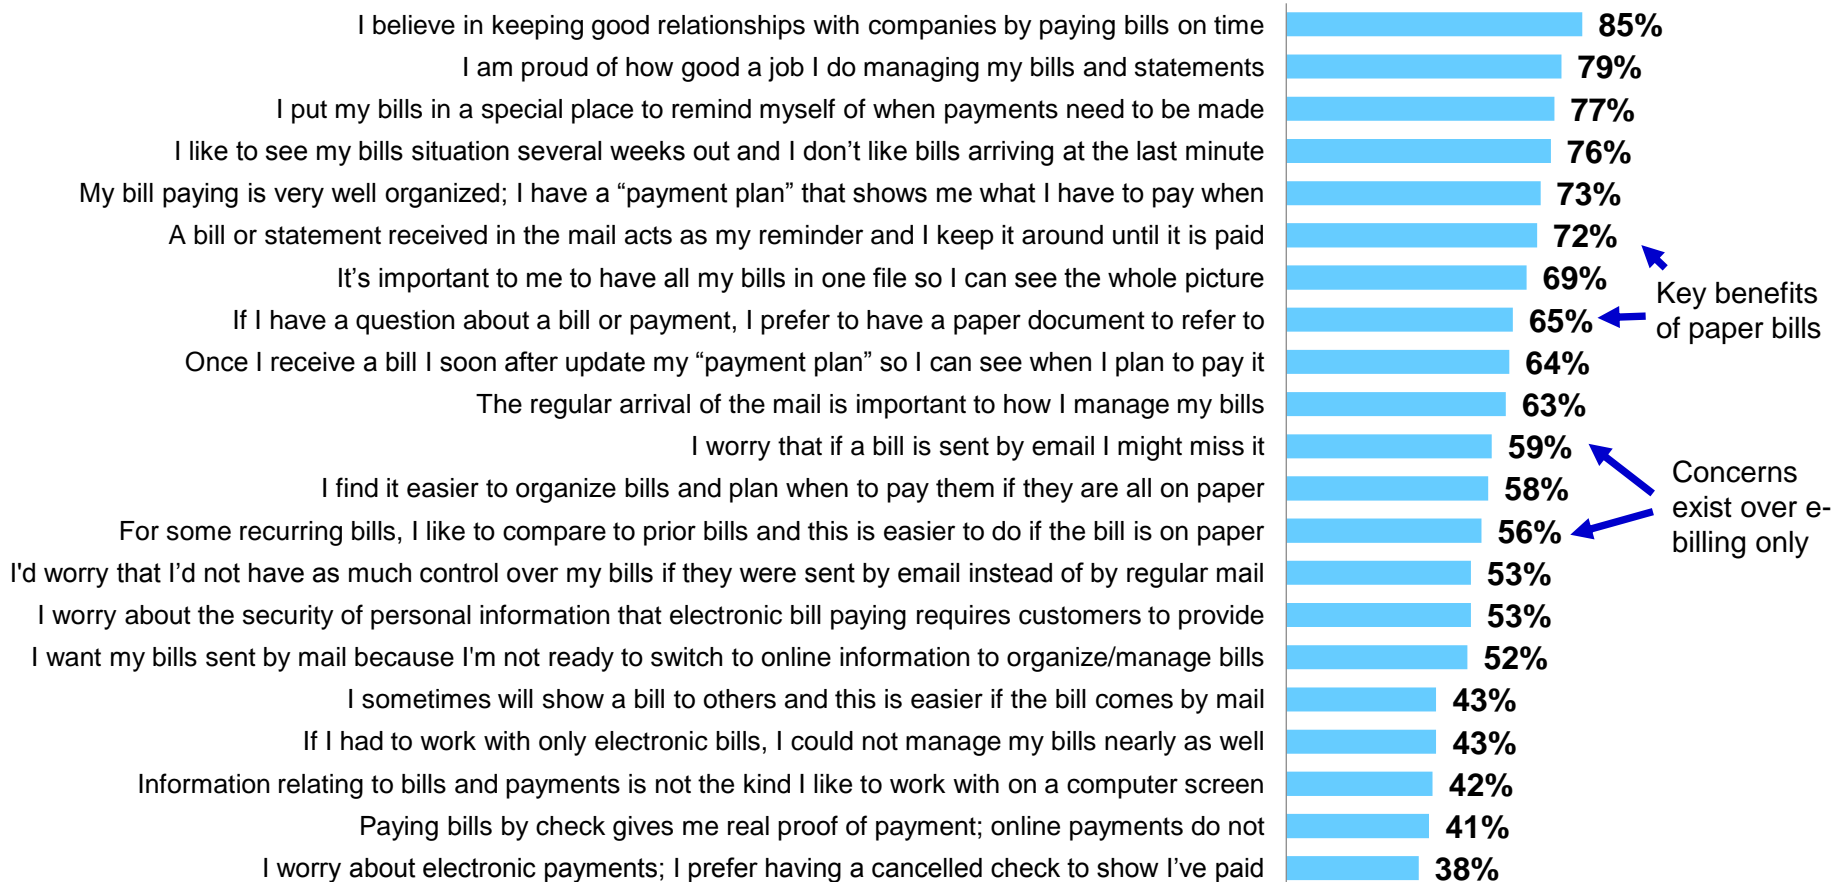 I believe in keeping good relationships with companies by paying bills on time 85%
I am proud of how good a job I do managing my bills and statements 79%
I put my bills in a special place to remind myself of when payments need to be made 77%
I like to see my bills situation several weeks out and I don’t like bills arriving at the last minute 76%
My bill paying is very well organized; I have a “payment plan” that shows me what I have to pay when 73%
A bill or statement received in the mail acts as my reminder and I keep it around until it is paid 72%
It’s important to me to have all my bills in one file so I can see the whole picture 69%
If I have a question about a bill or payment, I prefer to have a paper document to refer to 65%
Once I receive a bill I soon after update my “payment plan” so I can see when I plan to pay it 64%
The regular arrival of the mail is important to how I manage my bills 63%
I worry that if a bill is sent by email I might miss it 59%
I find it easier to organize bills and plan when to pay them if they are all on paper 58%
For some recurring bills, I like to compare to prior bills and this is easier to do if the bill is on paper 56%
I'd worry that I’d not have as much control over my bills if they were sent by email instead of by regular mail 53%
I worry about the security of personal information that electronic bill paying requires customers to provide 53%
I want my bills sent by mail because I'm not ready to switch to online information to organize/manage bills 52%
I sometimes will show a bill to others and this is easier if the bill comes by mail 43%
If I had to work with only electronic bills, I could not manage my bills nearly as well 43%
Information relating to bills and payments is not the kind I like to work with on a computer screen 42%
Paying bills by check gives me real proof of payment; online payments do not 41%
I worry about electronic payments; I prefer having a cancelled check to show I’ve paid 38%
Key benefits
of paper bills
Concerns
exist over e-
billing only